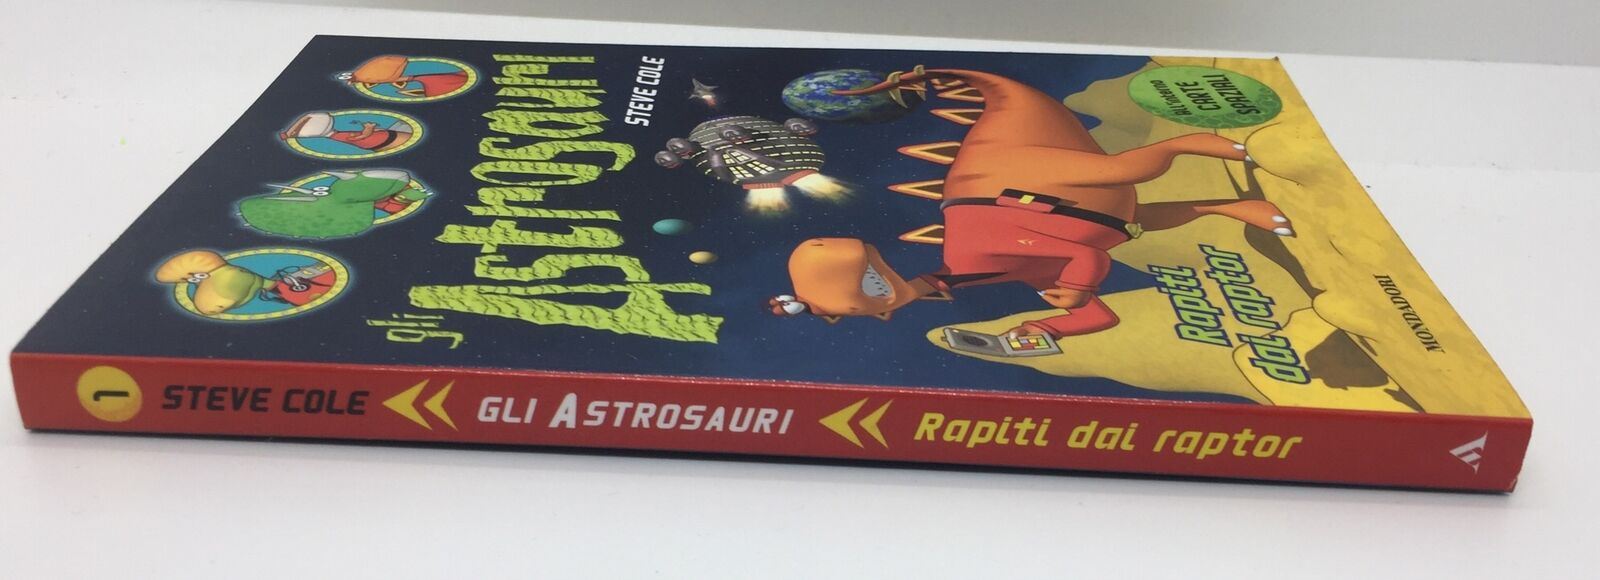 gli
Astrosauri
STEVE COLE
All'interno
CARTE
SPAZIALI
Rapiti
dai raptor
MONDADORI
1 STEVE COLE GLI ASTROSAURI Rapiti dai raptor